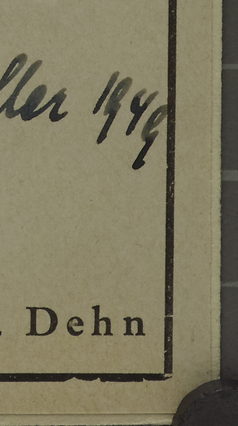 ller 1949
. Dehn